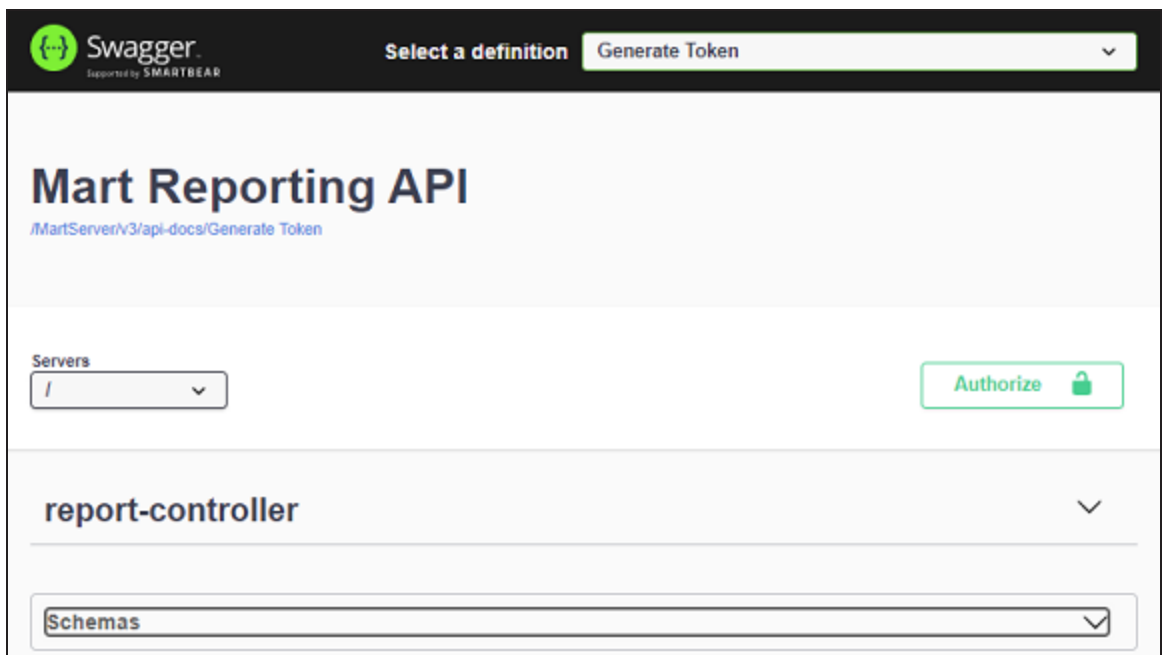 {...} Swagger.
Supported by SMARTBEAR
Select a definition
Generate Token
Mart Reporting API
/MartServer/v3/api-docs/Generate Token
Servers
/
Authorize
report-controller
Schemas